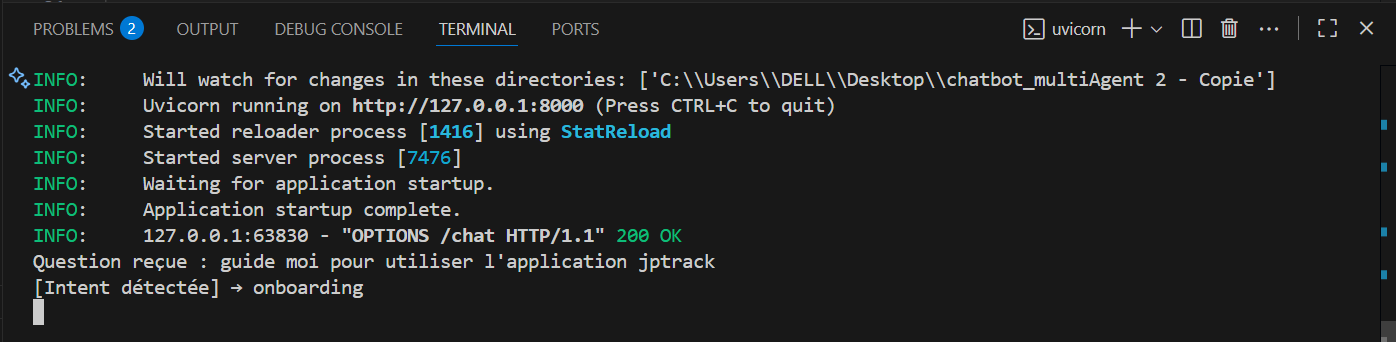 PROBLEMS 2 OUTPUT DEBUG CONSOLE TERMINAL PORTS uvicorn
INFO: Will watch for changes in these directories: ['C:\\Users\\DELL\\Desktop\\chatbot_multiAgent 2 - Copie']
INFO: Uvicorn running on http://127.0.0.1:8000 (Press CTRL+C to quit)
INFO: Started reloader process [1416] using StatReload
INFO: Started server process [7476]
INFO: Waiting for application startup.
INFO: Application startup complete.
INFO: 127.0.0.1:63830 - "OPTIONS /chat HTTP/1.1" 200 OK
Question reçue : guide moi pour utiliser l'application jptrack
[Intent détectée] → onboarding